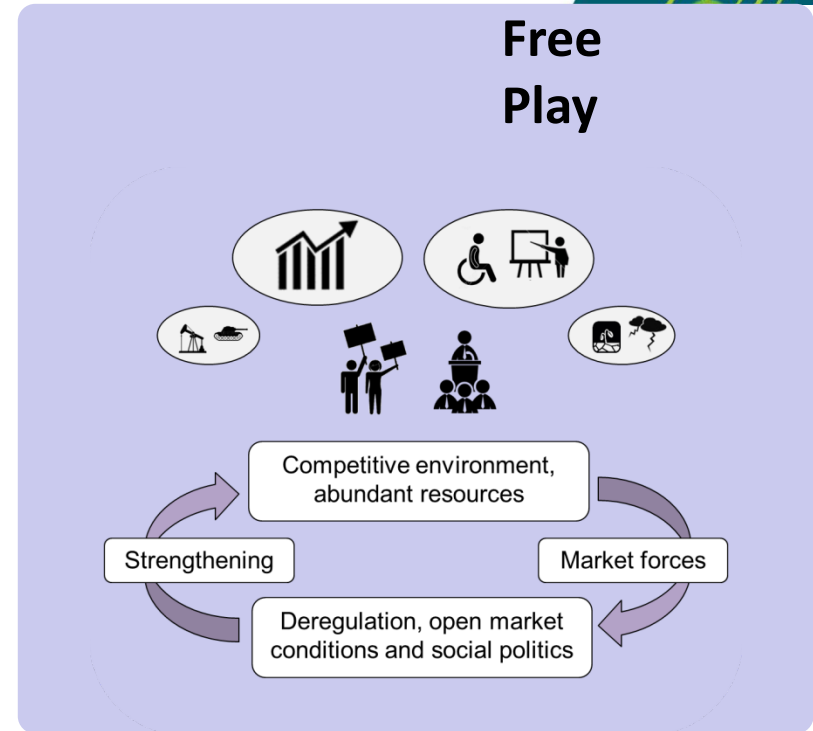 Free
Play
Competitive environment,
abundant resources
Strengthening
Market forces
Deregulation, open market
conditions and social politics